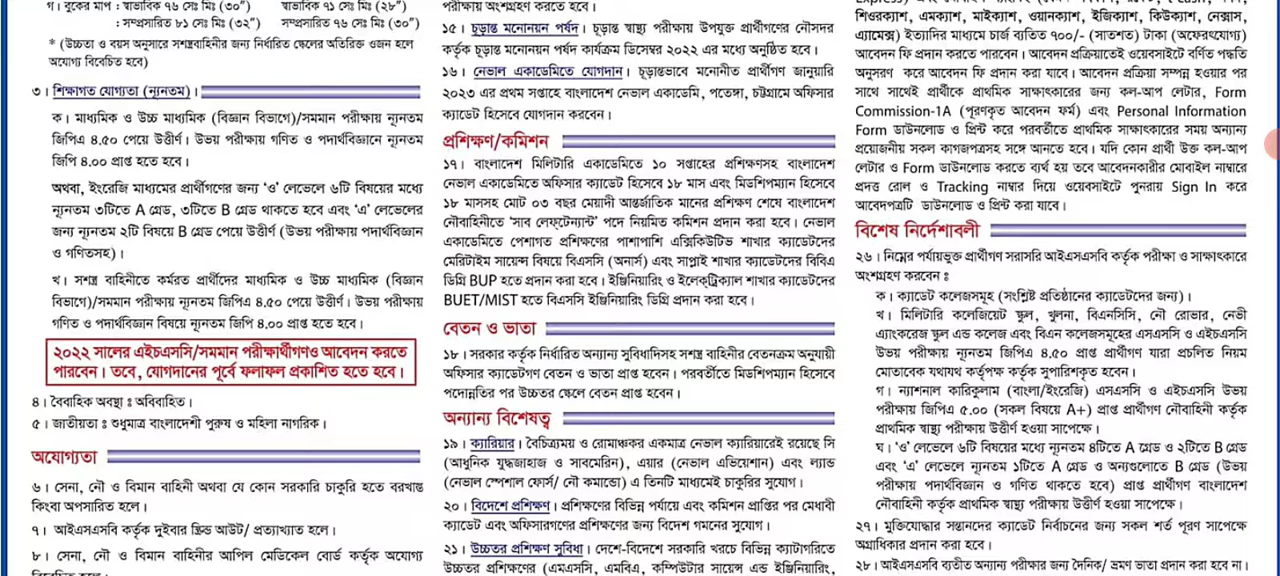 গ। বুকের মাপ : স্বাভাবিক ৭৬ সেঃ মিঃ (৩০") স্বাভাবিক ৭১ সেঃ মিঃ (২৮")
: সম্প্রসারিত ৮১ সেঃ মিঃ (৩২") সম্প্রসারিত ৭৬ সেঃ মিঃ (৩০")
* (উচ্চতা ও বয়স অনুসারে সশস্ত্রবাহিনীর জন্য নির্ধারিত স্কেলের অতিরিক্ত ওজন হলে
অযোগ্য বিবেচিত হবে)
৩। শিক্ষাগত যোগ্যতা (ন্যূনতম)।
ক। মাধ্যমিক ও উচ্চ মাধ্যমিক (বিজ্ঞান বিভাগে)/সমমান পরীক্ষায় ন্যূনতম
জিপিএ ৪.৫০ পেয়ে উত্তীর্ণ। উভয় পরীক্ষায় গণিত ও পদার্থবিজ্ঞানে ন্যূনতম
জিপি ৪.০০ প্রাপ্ত হতে হবে।
অথবা, ইংরেজি মাধ্যমের প্রার্থীগণের জন্য 'ও' লেভেলে ৬টি বিষয়ের মধ্যে
ন্যূনতম ৩টিতে A গ্রেড, ৩টিতে B গ্রেড থাকতে হবে এবং 'এ' লেভেলের
জন্য ন্যূনতম ২টি বিষয়ে B গ্রেড পেয়ে উত্তীর্ণ (উভয় পরীক্ষায় পদার্থবিজ্ঞান
ও গণিতসহ)।
খ। সশস্ত্র বাহিনীতে কর্মরত প্রার্থীদের মাধ্যমিক ও উচ্চ মাধ্যমিক (বিজ্ঞান
বিভাগে)/সমমান পরীক্ষায় ন্যূনতম জিপিএ ৪.৫০ পেয়ে উত্তীর্ণ। উভয় পরীক্ষায়
গণিত ও পদার্থবিজ্ঞান বিষয়ে ন্যূনতম জিপি ৪.০০ প্রাপ্ত হতে হবে।
২০২২ সালের এইচএসসি/সমমান পরীক্ষার্থীগণও আবেদন করতে
পারবেন। তবে, যোগদানের পূর্বে ফলাফল প্রকাশিত হতে হবে।
৪। বৈবাহিক অবস্থা ঃ অবিবাহিত।
৫। জাতীয়তা ঃ শুধুমাত্র বাংলাদেশী পুরুষ ও মহিলা নাগরিক।
অযোগ্যতা
৬। সেনা, নৌ ও বিমান বাহিনী অথবা যে কোন সরকারি চাকুরি হতে বরখাস্ত
কিংবা অপসারিত হলে।
৭। আইএসএসবি কর্তৃক দুইবার স্ক্রিন্ড আউট/ প্রত্যাখ্যাত হলে।
৮। সেনা, নৌ ও বিমান বাহিনীর আপিল মেডিকেল বোর্ড কর্তৃক অযোগ্য
পরীক্ষায় অংশগ্রহণ করতে হবে।
১৫। চূড়ান্ত মনোনয়ন পর্ষদ। চূড়ান্ত স্বাস্থ্য পরীক্ষায় উপযুক্ত প্রার্থীগণের নৌসদর
কর্তৃক চূড়ান্ত মনোনয়ন পর্ষদ কার্যক্রম ডিসেম্বর ২০২২ এর মধ্যে অনুষ্ঠিত হবে।
১৬। নেভাল একাডেমিতে যোগদান। চূড়ান্তভাবে মনোনীত প্রার্থীগণ জানুয়ারি
২০২৩ এর প্রথম সপ্তাহে বাংলাদেশ নেভাল একাডেমি, পতেঙ্গা, চট্টগ্রামে অফিসার
ক্যাডেট হিসেবে যোগদান করবেন।
প্রশিক্ষণ/কমিশন
১৭। বাংলাদেশ মিলিটারি একাডেমিতে ১০ সপ্তাহের প্রশিক্ষণসহ বাংলাদেশ
নেভাল একাডেমিতে অফিসার ক্যাডেট হিসেবে ১৮ মাস এবং মিডশিপম্যান হিসেবে
১৮ মাসসহ মোট ০৩ বছর মেয়াদী আন্তর্জাতিক মানের প্রশিক্ষণ শেষে বাংলাদেশ
নৌবাহিনীতে 'সাব লেফ্‌টেন্যান্ট' পদে নিয়মিত কমিশন প্রদান করা হবে। নেভাল
একাডেমিতে পেশাগত প্রশিক্ষণের পাশাপাশি এক্সিকিউটিভ শাখার ক্যাডেটদের
মেরিটাইম সায়েন্স বিষয়ে বিএসসি (অনার্স) এবং সাপ্লাই শাখার ক্যাডেটদের বিবিএ
ডিগ্রি BUP হতে প্রদান করা হবে। ইঞ্জিনিয়ারিং ও ইলেক্‌ট্রিক্যাল শাখার ক্যাডেটদের
BUET/MIST হতে বিএসসি ইঞ্জিনিয়ারিং ডিগ্রি প্রদান করা হবে।
বেতন ও ভাতা
১৮। সরকার কর্তৃক নির্ধারিত অন্যান্য সুবিধাদিসহ সশস্ত্র বাহিনীর বেতনক্রম অনুযায়ী
অফিসার ক্যাডেটগণ বেতন ও ভাতা প্রাপ্ত হবেন। পরবর্তীতে মিডশিপম্যান হিসেবে
পদোন্নতির পর উচ্চতর স্কেলে বেতন প্রাপ্ত হবেন।
অন্যান্য বিশেষত্ব
১৯। ক্যারিয়ার। বৈচিত্র্যময় ও রোমাঞ্চকর একমাত্র নেভাল ক্যারিয়ারেই রয়েছে সি
(আধুনিক যুদ্ধজাহাজ ও সাবমেরিন), এয়ার (নেভাল এভিয়েশান) এবং ল্যান্ড
(নেভাল স্পেশাল ফোর্স/ নৌ কমান্ডো) এ তিনটি মাধ্যমেই চাকুরির সুযোগ।
২০। বিদেশে প্রশিক্ষণ। প্রশিক্ষণের বিভিন্ন পর্যায়ে এবং কমিশন প্রাপ্তির পর মেধাবী
ক্যাডেট এবং অফিসারগণের প্রশিক্ষণের জন্য বিদেশ গমনের সুযোগ।
২১। উচ্চতর প্রশিক্ষণ সুবিধা। দেশে-বিদেশে সরকারি খরচে বিভিন্ন ক্যাটাগরিতে
উচ্চতর প্রশিক্ষণের (এমএসসি, এমবিএ, কম্পিউটার সায়েন্স এন্ড ইঞ্জিনিয়ারিং,
শিওরক্যাশ, এমক্যাশ, মাইক্যাশ, ওয়ানক্যাশ, ইজিক্যাশ, কিউক্যাশ, নেক্সাস,
এ্যামেক্স) ইত্যাদির মাধ্যমে চার্জ ব্যতিত ৭০০/- (সাতশত) টাকা (অফেরৎযোগ্য)
আবেদন ফি প্রদান করতে পারবেন। আবেদন প্রক্রিয়াতেই ওয়েবসাইটে বর্ণিত পদ্ধতি
অনুসরণ করে আবেদন ফি প্রদান করা যাবে। আবেদন প্রক্রিয়া সম্পন্ন হওয়ার পর
সাথে সাথেই প্রার্থীকে প্রাথমিক সাক্ষাৎকারের জন্য কল-আপ লেটার, Form
Commission-1A (পূরণকৃত আবেদন ফর্ম) এবং Personal Information
Form ডাউনলোড ও প্রিন্ট করে পরবর্তীতে প্রাথমিক সাক্ষাৎকারের সময় অন্যান্য
প্রয়োজনীয় সকল কাগজপত্রসহ সঙ্গে আনতে হবে। যদি কোন প্রার্থী উক্ত কল-আপ
লেটার ও Form ডাউনলোড করতে ব্যর্থ হয় তবে আবেদনকারীর মোবাইল নাম্বারে
প্রদত্ত রোল ও Tracking নাম্বার দিয়ে ওয়েবসাইটে পুনরায় Sign In করে
আবেদপত্রটি ডাউনলোড ও প্রিন্ট করা যাবে।
বিশেষ নির্দেশাবলী
২৬। নিম্নের পর্যায়ভুক্ত প্রার্থীগণ সরাসরি আইএসএসবি কর্তৃক পরীক্ষা ও সাক্ষাৎকারে
অংশগ্রহণ করবেন ঃ
ক। ক্যাডেট কলেজসমূহ (সংশ্লিষ্ট প্রতিষ্ঠানের ক্যাডেটদের জন্য)।
খ। মিলিটারি কলেজিয়েট স্কুল, খুলনা, বিএনসিসি, নৌ রোভার, নেভী
এ্যাংকরেজ স্কুল এন্ড কলেজ এবং বিএন কলেজসমূহের এসএসসি ও এইচএসসি
উভয় পরীক্ষায় ন্যূনতম জিপিএ ৪.৫০ প্রাপ্ত প্রার্থীগণ যারা প্রচলিত নিয়ম
মোতাবেক যথাযথ কর্তৃপক্ষ কর্তৃক সুপারিশকৃত হবেন।
গ। ন্যাশনাল কারিকুলাম (বাংলা/ইংরেজি) এসএসসি ও এইচএসসি উভয়
পরীক্ষায় জিপিএ ৫.০০ (সকল বিষয়ে A+) প্রাপ্ত প্রার্থীগণ নৌবাহিনী কর্তৃক
প্রাথমিক স্বাস্থ্য পরীক্ষায় উত্তীর্ণ হওয়া সাপেক্ষে।
ঘ। 'ও' লেভেলে ৬টি বিষয়ের মধ্যে ন্যূনতম ৪টিতে A গ্রেড ও ২টিতে B গ্রেড
এবং 'এ' লেভেলে ন্যূনতম ১টিতে A গ্রেড ও অন্যগুলোতে B গ্রেড (উভয়
পরীক্ষায় পদার্থবিজ্ঞান ও গণিত থাকতে হবে) প্রাপ্ত প্রার্থীগণ বাংলাদেশ
নৌবাহিনী কর্তৃক প্রাথমিক স্বাস্থ্য পরীক্ষায় উত্তীর্ণ হওয়া সাপেক্ষে।
২৭। মুক্তিযোদ্ধার সন্তানদের ক্যাডেট নির্বাচনের জন্য সকল শর্ত পূরণ সাপেক্ষে
অগ্রাধিকার প্রদান করা হবে।
২৮। আইএসএসবি ব্যতীত অন্যান্য পরীক্ষার জন্য দৈনিক/ ভ্রমণ ভাতা প্রদান করা হবে না।